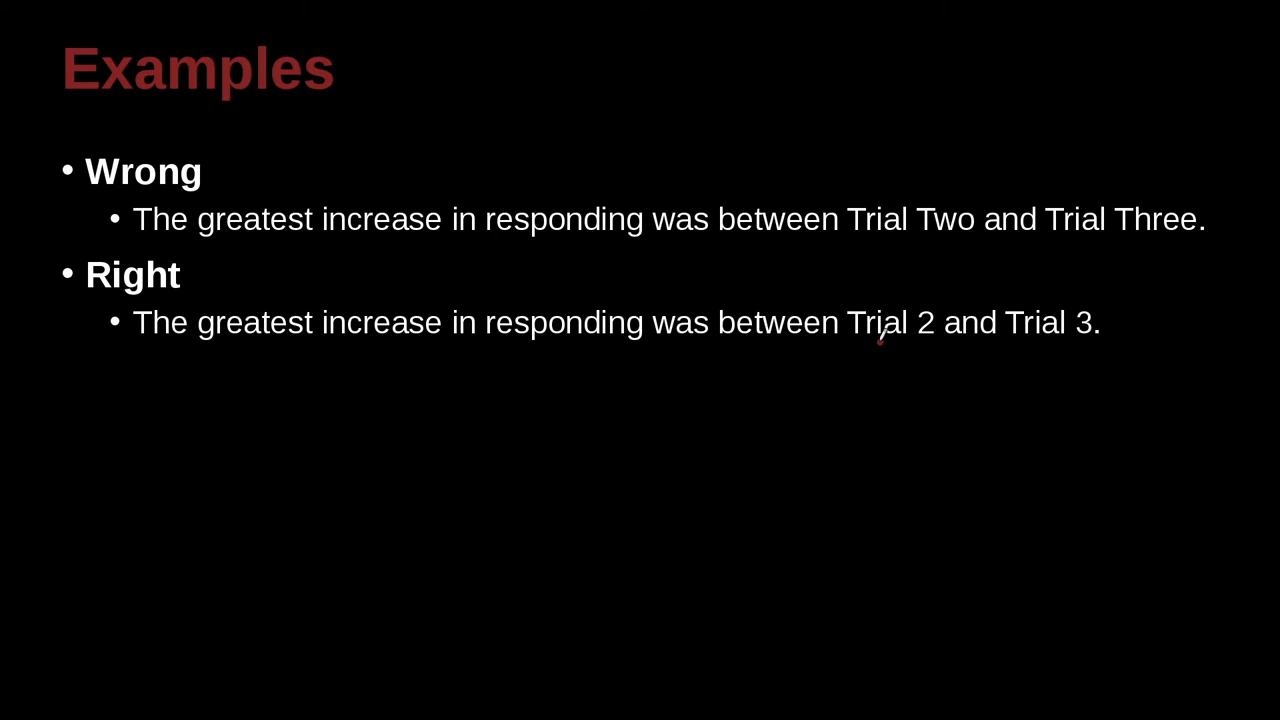 Examples
• Wrong
• The greatest increase in responding was between Trial Two and Trial Three.
• Right
• The greatest increase in responding was between Trial 2 and Trial 3.